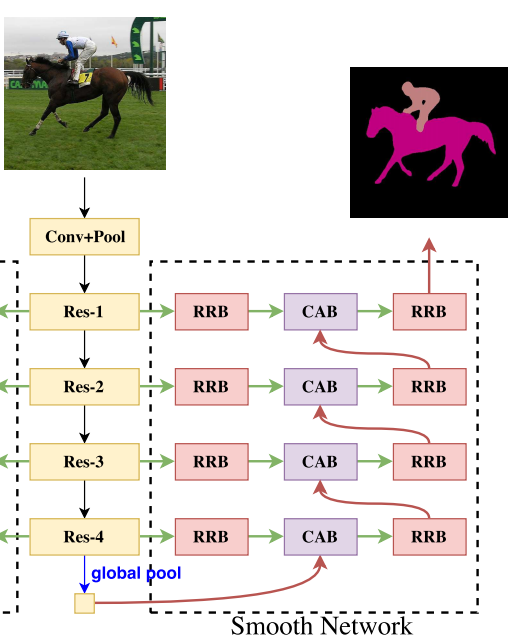 7
Conv+Pool
Res-1
RRB
CAB
RRB
Res-2
RRB
CAB
RRB
Res-3
RRB
CAB
RRB
Res-4
RRB
CAB
RRB
global pool
Smooth Network